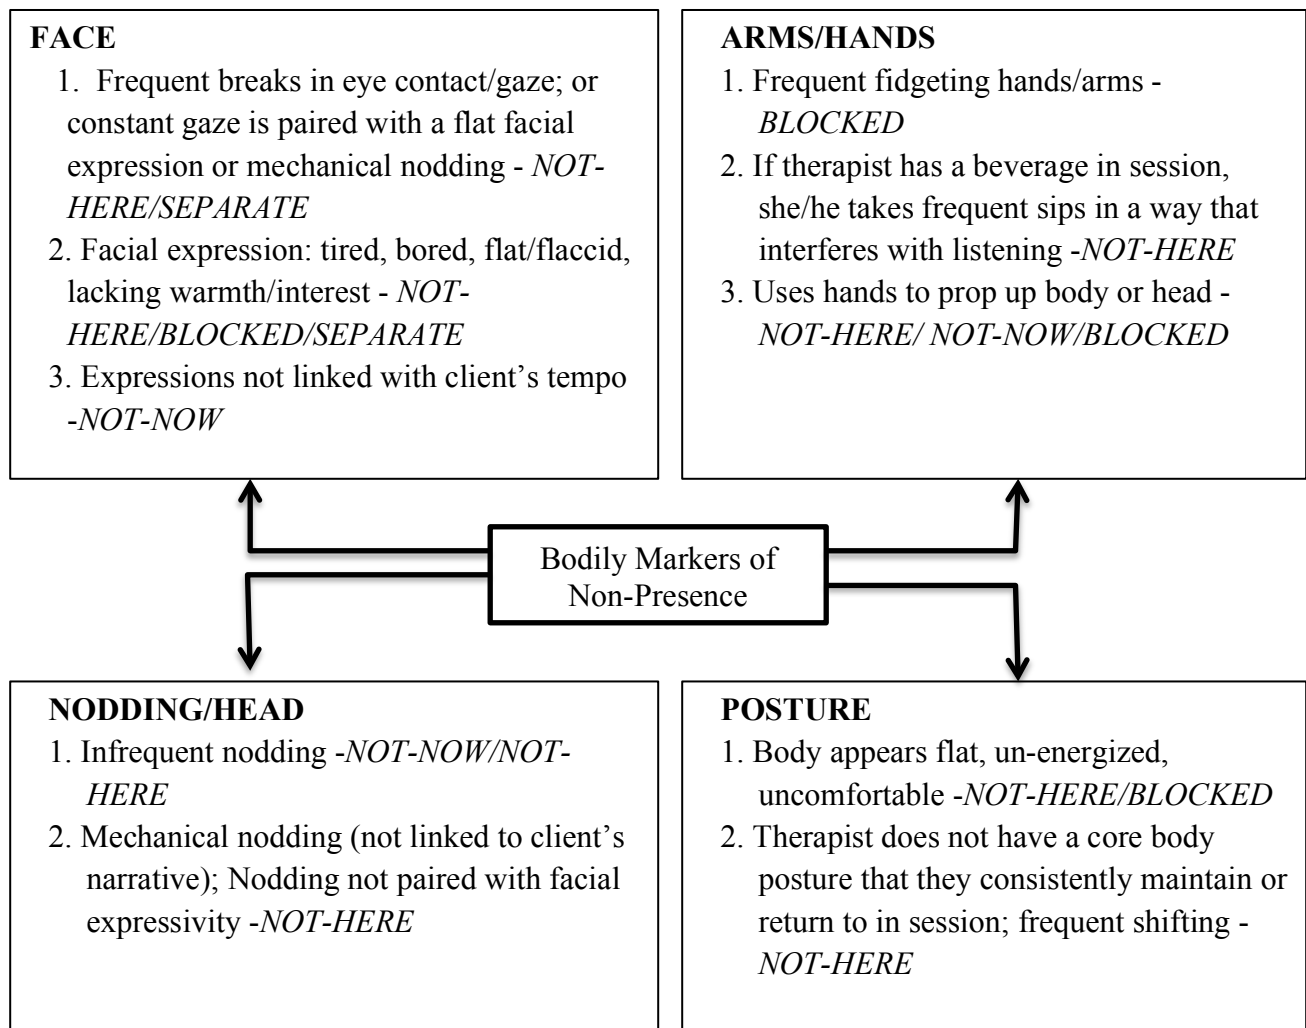 FACE
1. Frequent breaks in eye contact/gaze; or
constant gaze is paired with a flat facial
expression or mechanical nodding - NOT-
HERE/SEPARATE
2. Facial expression: tired, bored, flat/flaccid,
lacking warmth/interest - NOT-
HERE/BLOCKED/SEPARATE
3. Expressions not linked with client’s tempo
-NOT-NOW
ARMS/HANDS
1. Frequent fidgeting hands/arms -
BLOCKED
2. If therapist has a beverage in session,
she/he takes frequent sips in a way that
interferes with listening -NOT-HERE
3. Uses hands to prop up body or head -
NOT-HERE/ NOT-NOW/BLOCKED
Bodily Markers of
Non-Presence
NODDING/HEAD
1. Infrequent nodding -NOT-NOW/NOT-
HERE
2. Mechanical nodding (not linked to client’s
narrative); Nodding not paired with facial
expressivity -NOT-HERE
POSTURE
1. Body appears flat, un-energized,
uncomfortable -NOT-HERE/BLOCKED
2. Therapist does not have a core body
posture that they consistently maintain or
return to in session; frequent shifting -
NOT-HERE